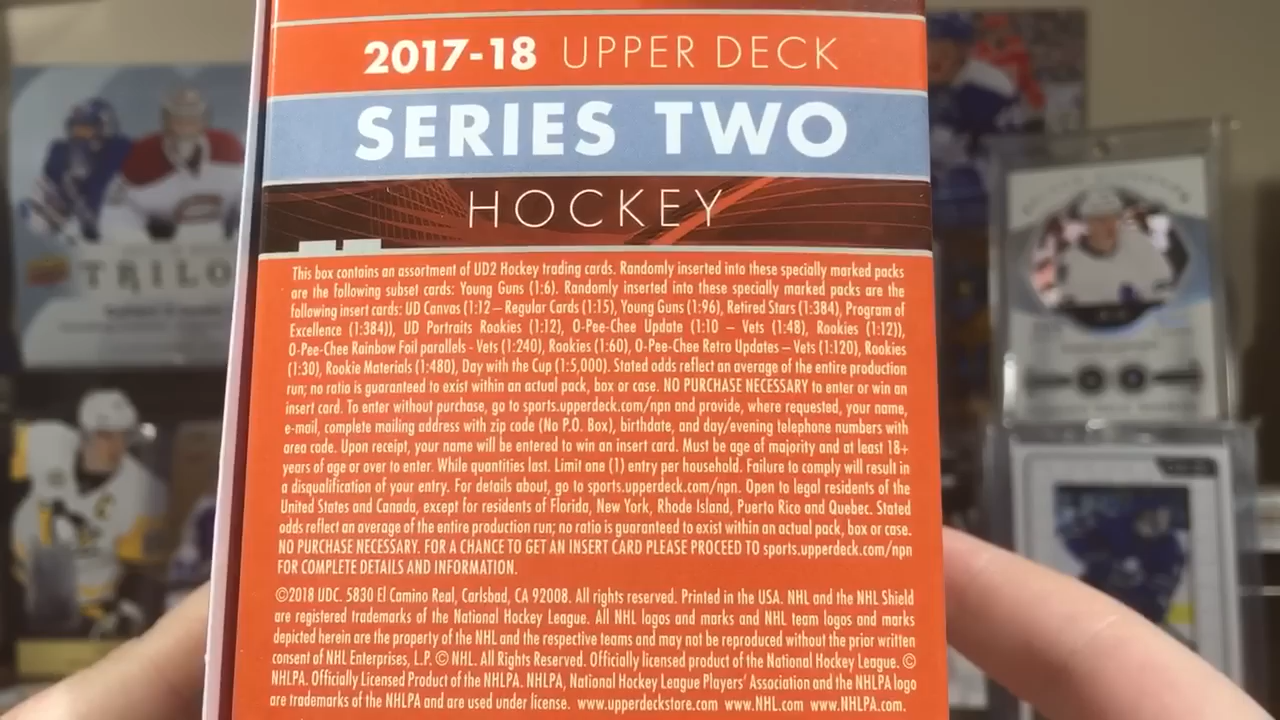 2017-18 UPPER DECK
SERIES TWO
HOCKEY
This box contains an assortment of UD2 Hockey trading cards. Randomly inserted into these specially marked packs
are the following subset cards: Young Guns (1:6). Randomly inserted into these specially marked packs are the
following insert cards: UD Canvas (1:12 – Regular Cards (1:15), Young Guns (1:96), Retired Stars (1:384), Program of
Excellence (1:384)), UD Portraits Rookies (1:12), O-Pee-Chee Update (1:10 – Vets (1:48), Rookies (1:12)),
O-Pee-Chee Rainbow Foil parallels - Vets (1:240), Rookies (1:60), O-Pee-Chee Retro Updates – Vets (1:120), Rookies
(1:30), Rookie Materials (1:480), Day with the Cup (1:5,000). Stated odds reflect an average of the entire production
run; no ratio is guaranteed to exist within an actual pack, box or case. NO PURCHASE NECESSARY to enter or win an
insert card. To enter without purchase, go to sports.upperdeck.com/npn and provide, where requested, your name,
e-mail, complete mailing address with zip code (No P.O. Box), birthdate, and day/evening telephone numbers with
area code. Upon receipt, your name will be entered to win an insert card. Must be age of majority and at least 18+
years of age or over to enter. While quantities last. Limit one (1) entry per household. Failure to comply will result in
a disqualification of your entry. For details about, go to sports.upperdeck.com/npn. Open to legal residents of the
United States and Canada, except for residents of Florida, New York, Rhode Island, Puerto Rico and Quebec. Stated
odds reflect an average of the entire production run; no ratio is guaranteed to exist within an actual pack, box or case.
NO PURCHASE NECESSARY. FOR A CHANCE TO GET AN INSERT CARD PLEASE PROCEED TO sports.upperdeck.com/npn
FOR COMPLETE DETAILS AND INFORMATION.
©2018 UDC. 5830 El Camino Real, Carlsbad, CA 92008. All rights reserved. Printed in the USA. NHL and the NHL Shield
are registered trademarks of the National Hockey League. All NHL logos and marks and NHL team logos and marks
depicted herein are the property of the NHL and the respective teams and may not be reproduced without the prior written
consent of NHL Enterprises, L.P. © NHL. All Rights Reserved. Officially licensed product of the National Hockey League. ©
NHLPA. Officially Licensed Product of the NHLPA. NHLPA, National Hockey League Players' Association and the NHLPA logo
are trademarks of the NHLPA and are used under license. www.upperdeckstore.com www.NHL.com www.NHLPA.com.
TRILO